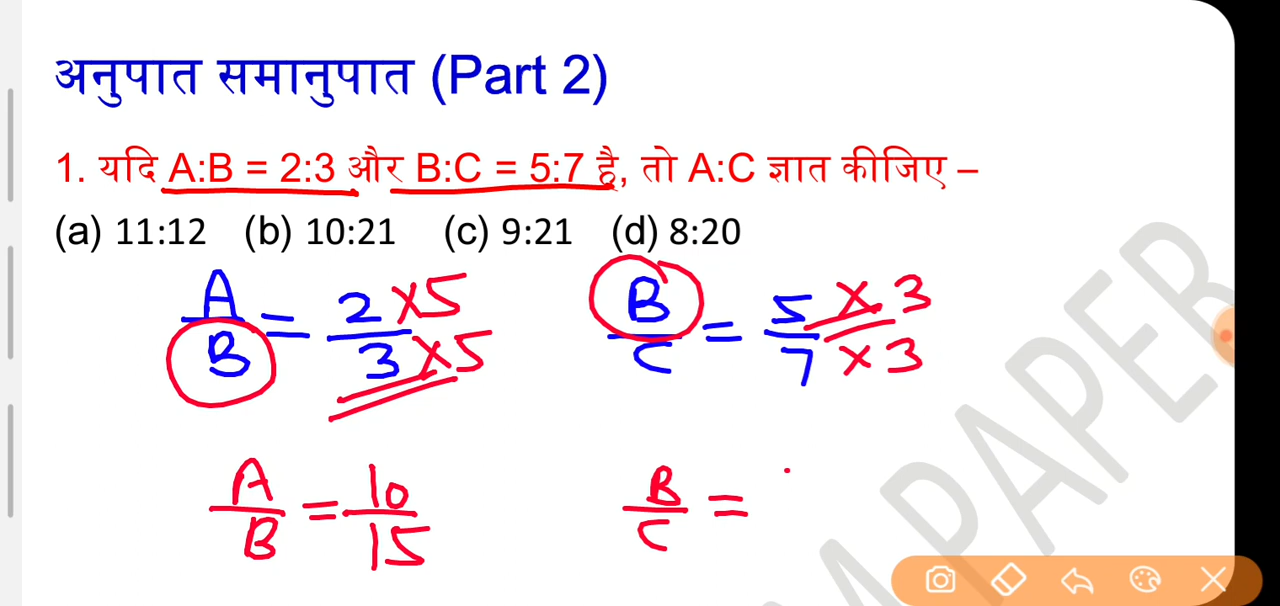 अनुपात समानुपात (Part 2)
1. यदि A:B = 2:3 और B:C = 5:7 है, तो A:C ज्ञात कीजिए –
(a) 11:12 (b) 10:21 (c) 9:21 (d) 8:20
A/B = 2×5/3×5 B/C = 5×3/7×3
A/B = 10/15 B/C =
PAPER